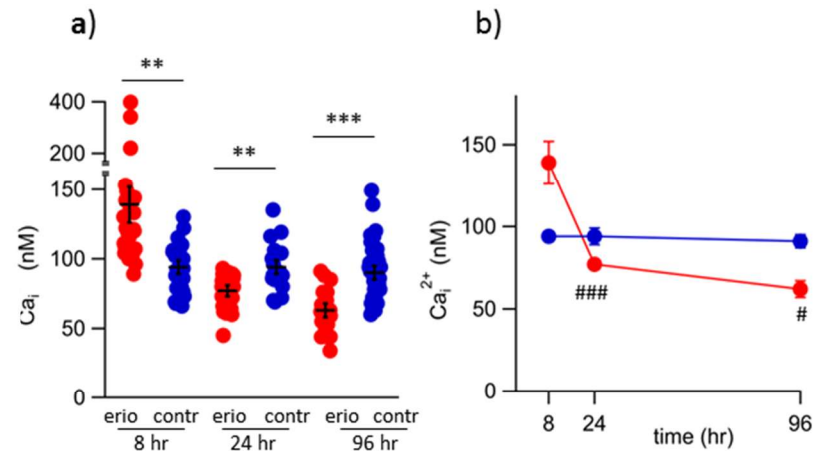 a)
b)
**
**
***
400
200
150
100
50
0
Cai (nM)
erio contr erio contr erio contr
8 hr 24 hr 96 hr
150
100
50
0
Cai2+ (nM)
###
#
8 24 96
time (hr)